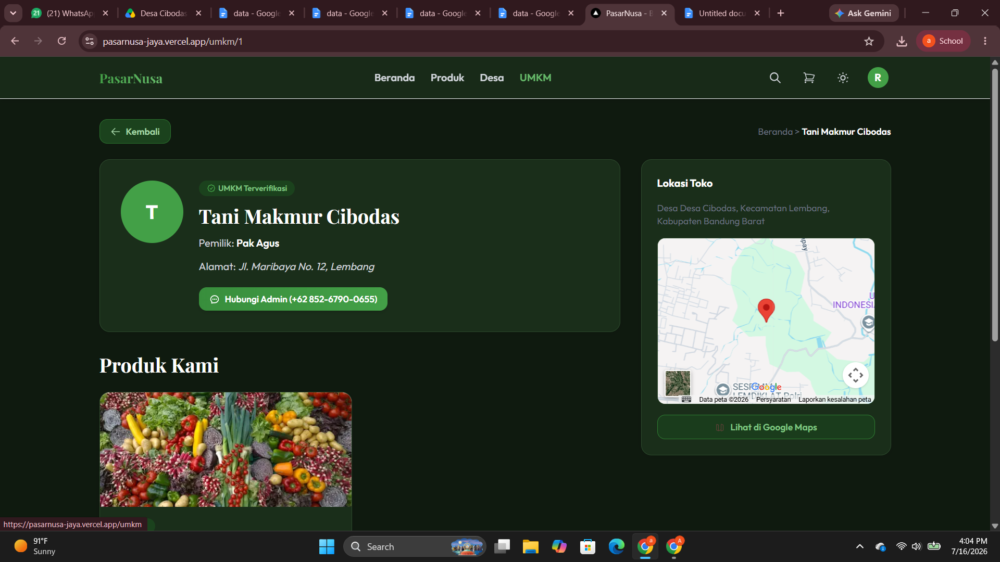 (21) WhatsAp
Desa Cibodas
data - Google
data - Google
data - Google
data - Google
PasarNusa - B
Untitled docu
Ask Gemini
pasarnusa-jaya.vercel.app/umkm/1
a School
PasarNusa
Beranda Produk Desa UMKM
R
Kembali
Beranda > Tani Makmur Cibodas
T
UMKM Terverifikasi
Tani Makmur Cibodas
Pemilik: Pak Agus
Alamat: Jl. Maribaya No. 12, Lembang
Hubungi Admin (+62 852-6790-0655)
Lokasi Toko
Desa Desa Cibodas, Kecamatan Lembang,
Kabupaten Bandung Barat
pay
U
INDONESIA
Google
LEMDIKLAT Polri
Data peta ©2026 Persyaratan Laporkan kesalahan peta
Lihat di Google Maps
Produk Kami
https://pasarnusa-jaya.vercel.app/umkm
91°F
Sunny
Search
4:04 PM
7/16/2026